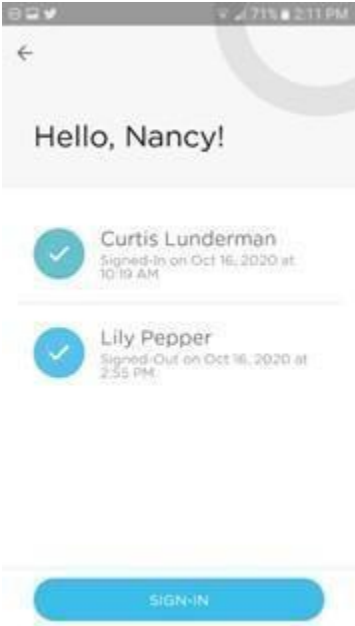 71% 2:11 PM
Hello, Nancy!
Curtis Lunderman
Signed-In on Oct 16, 2020 at
10:19 AM
Lily Pepper
Signed-Out on Oct 16, 2020 at
2:55 PM
SIGN-IN